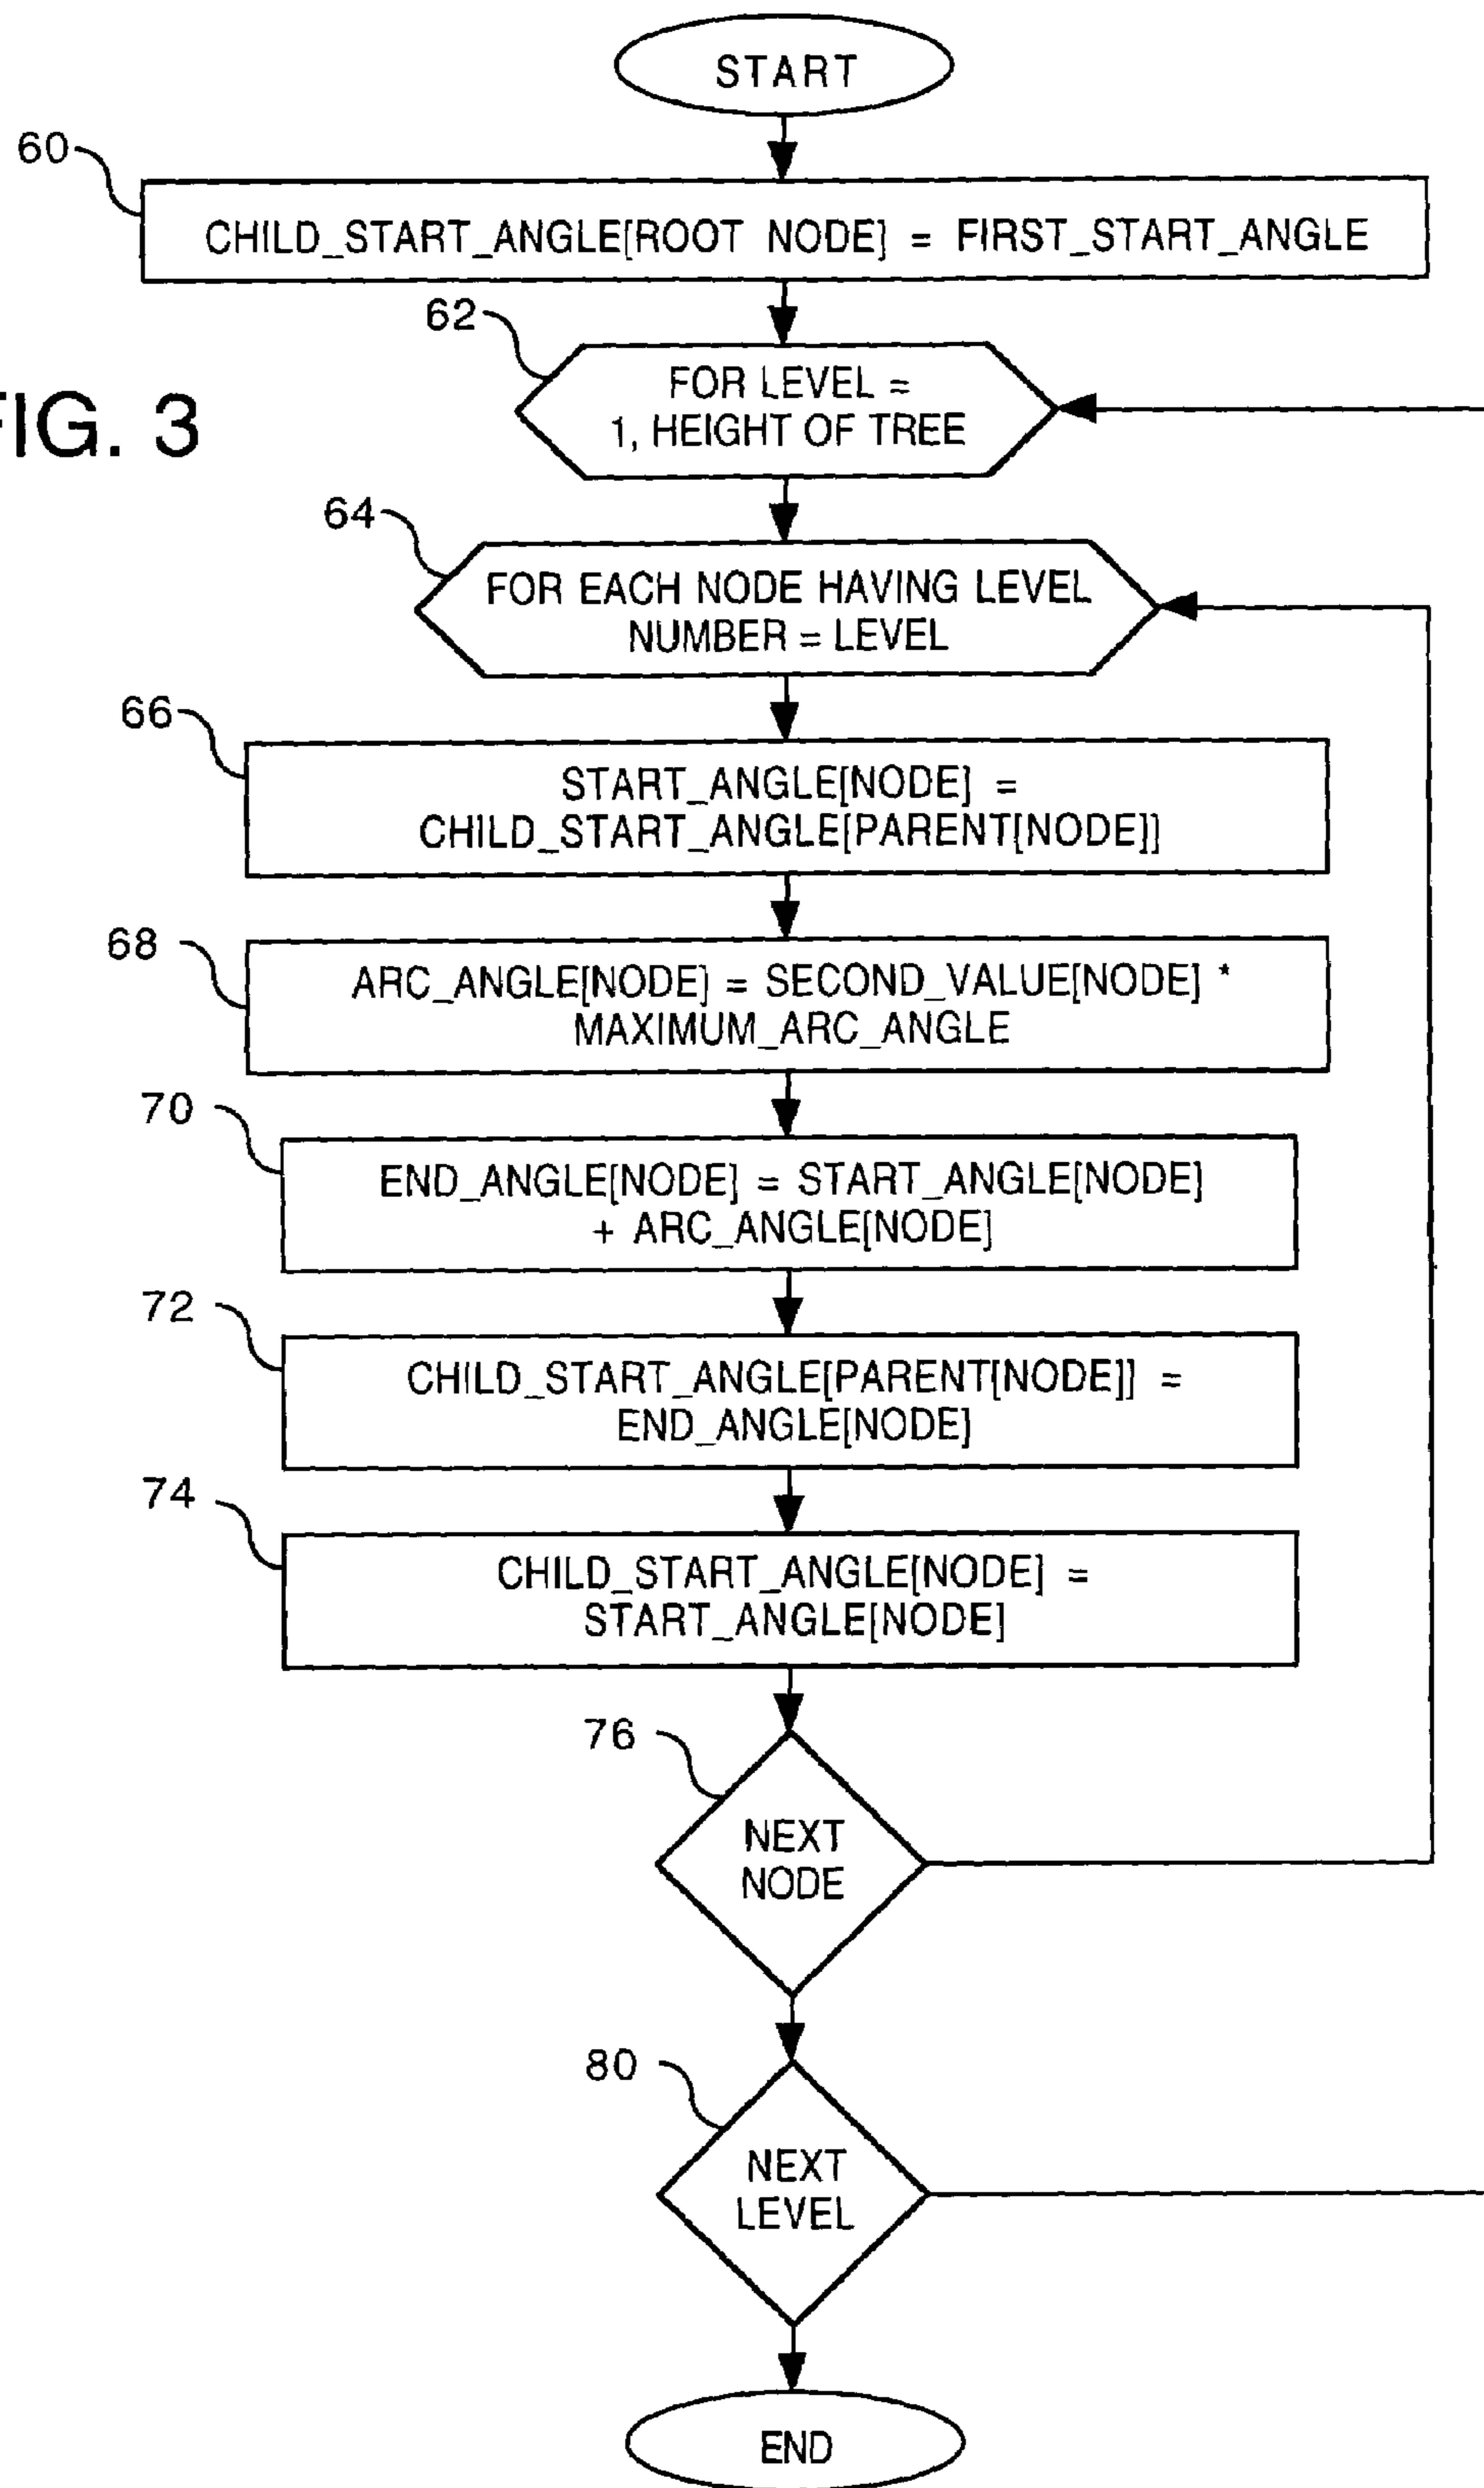 START
60
CHILD_START_ANGLE[ROOT NODE] = FIRST_START_ANGLE
62
FOR LEVEL =
1, HEIGHT OF TREE
FIG. 3
64
FOR EACH NODE HAVING LEVEL
NUMBER = LEVEL
66
START_ANGLE[NODE] =
CHILD_START_ANGLE[PARENT[NODE]]
68
ARC_ANGLE[NODE] = SECOND_VALUE[NODE] *
MAXIMUM_ARC_ANGLE
70
END_ANGLE[NODE] = START_ANGLE[NODE]
+ ARC_ANGLE[NODE]
72
CHILD_START_ANGLE[PARENT[NODE]] =
END_ANGLE[NODE]
74
CHILD_START_ANGLE[NODE] =
START_ANGLE[NODE]
76
NEXT
NODE
80
NEXT
LEVEL
END